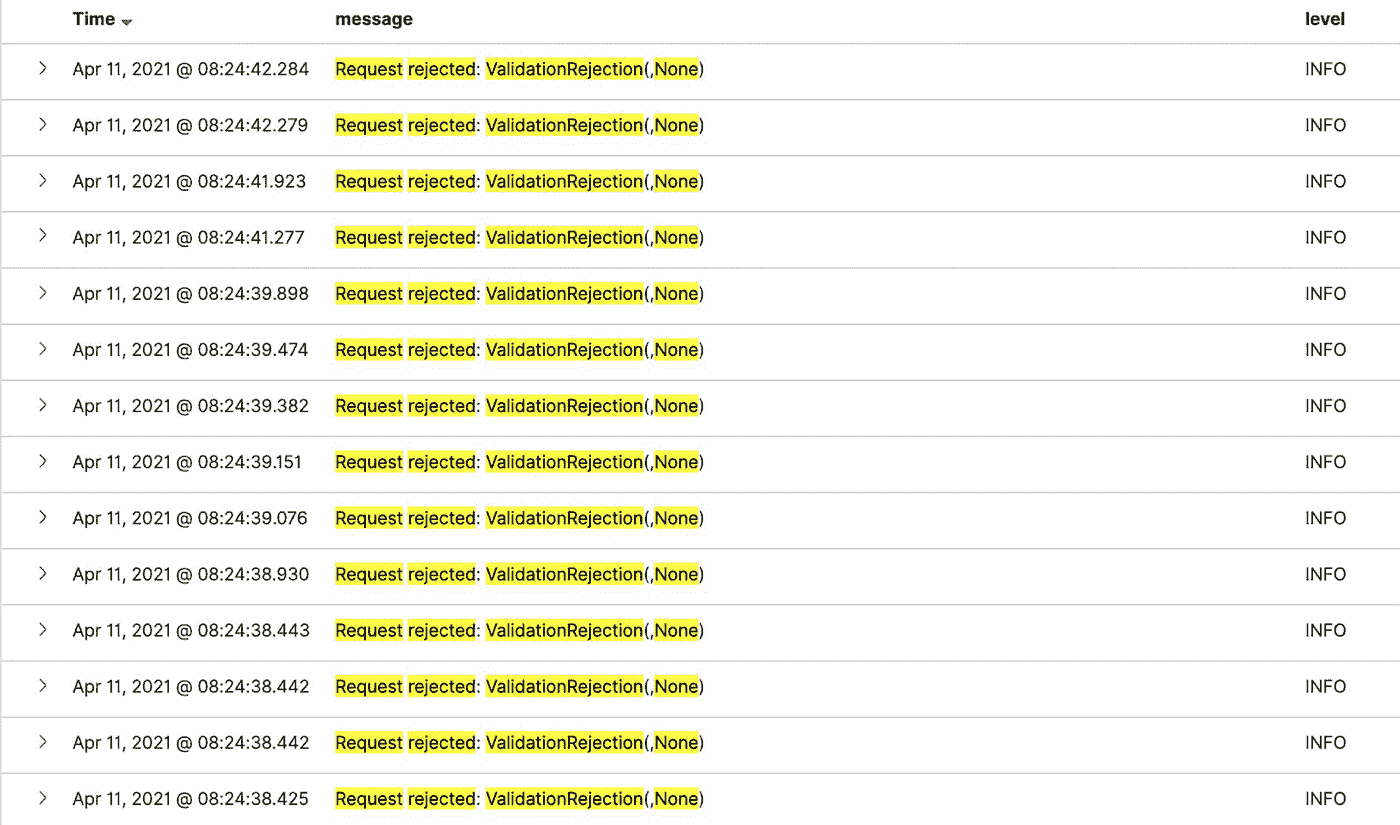 Time message level
Apr 11, 2021 @ 08:24:42.284 Request rejected: ValidationRejection(,None) INFO
Apr 11, 2021 @ 08:24:42.279 Request rejected: ValidationRejection(,None) INFO
Apr 11, 2021 @ 08:24:41.923 Request rejected: ValidationRejection(,None) INFO
Apr 11, 2021 @ 08:24:41.277 Request rejected: ValidationRejection(,None) INFO
Apr 11, 2021 @ 08:24:39.898 Request rejected: ValidationRejection(,None) INFO
Apr 11, 2021 @ 08:24:39.474 Request rejected: ValidationRejection(,None) INFO
Apr 11, 2021 @ 08:24:39.382 Request rejected: ValidationRejection(,None) INFO
Apr 11, 2021 @ 08:24:39.151 Request rejected: ValidationRejection(,None) INFO
Apr 11, 2021 @ 08:24:39.076 Request rejected: ValidationRejection(,None) INFO
Apr 11, 2021 @ 08:24:38.930 Request rejected: ValidationRejection(,None) INFO
Apr 11, 2021 @ 08:24:38.443 Request rejected: ValidationRejection(,None) INFO
Apr 11, 2021 @ 08:24:38.442 Request rejected: ValidationRejection(,None) INFO
Apr 11, 2021 @ 08:24:38.442 Request rejected: ValidationRejection(,None) INFO
Apr 11, 2021 @ 08:24:38.425 Request rejected: ValidationRejection(,None) INFO